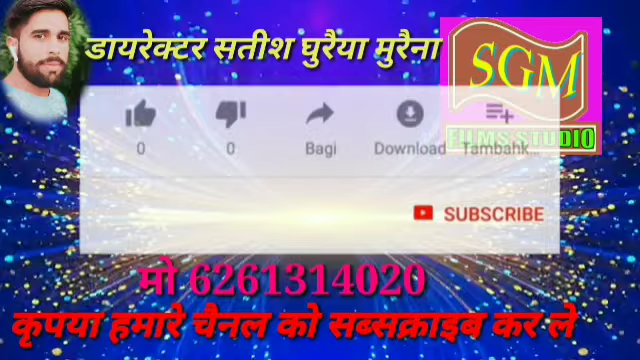 डायरेक्टर सतीश घुरैया मुरैना
SGM
FILMS STUDIO
0 0 Bagi Download Tambahk...
SUBSCRIBE
मो 6261314020
कृपया हमारे चैनल को सब्सक्राइब कर ले